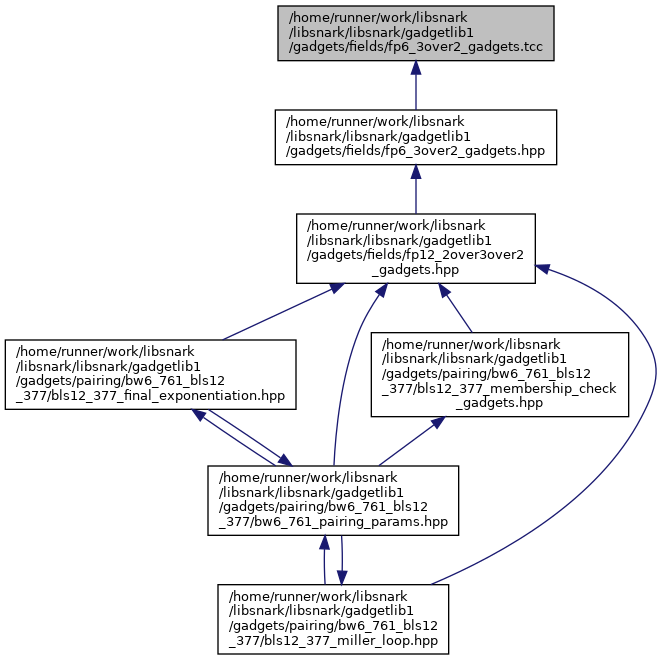 /home/runner/work/libsnark
/libsnark/libsnark/gadgetlib1
/gadgets/fields/fp6_3over2_gadgets.tcc
/home/runner/work/libsnark
/libsnark/libsnark/gadgetlib1
/gadgets/fields/fp6_3over2_gadgets.hpp
/home/runner/work/libsnark
/libsnark/libsnark/gadgetlib1
/gadgets/fields/fp12_2over3over2
_gadgets.hpp
/home/runner/work/libsnark
/libsnark/libsnark/gadgetlib1
/gadgets/pairing/bw6_761_bls12
_377/bls12_377_final_exponentiation.hpp
/home/runner/work/libsnark
/libsnark/libsnark/gadgetlib1
/gadgets/pairing/bw6_761_bls12
_377/bls12_377_membership_check
_gadgets.hpp
/home/runner/work/libsnark
/libsnark/libsnark/gadgetlib1
/gadgets/pairing/bw6_761_bls12
_377/bw6_761_pairing_params.hpp
/home/runner/work/libsnark
/libsnark/libsnark/gadgetlib1
/gadgets/pairing/bw6_761_bls12
_377/bls12_377_miller_loop.hpp